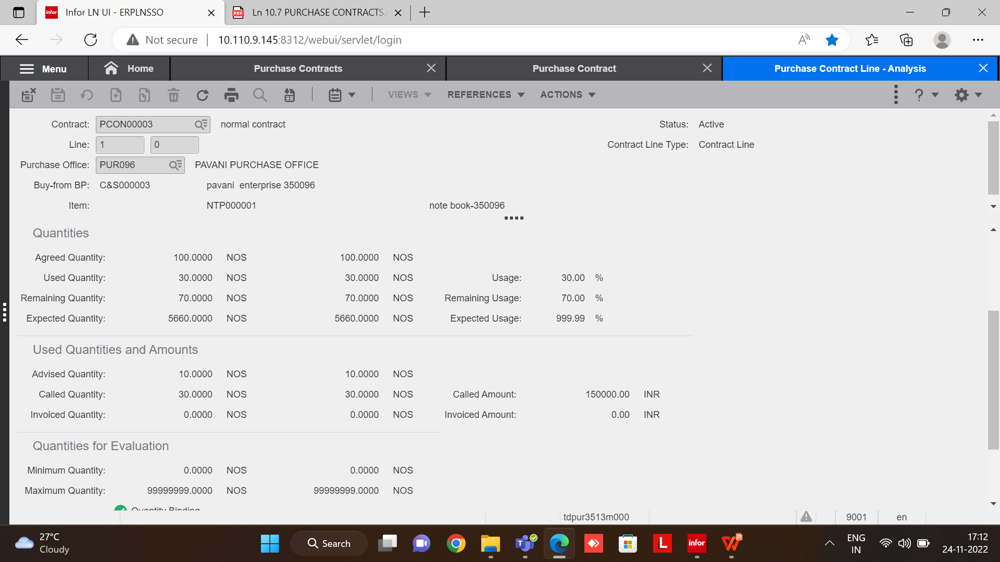 Infor LN UI - ERPLNSSO
Ln 10.7 PURCHASE CONTRACTS.
Not secure
10.110.9.145:8312/webui/servlet/login
Menu
Home
Purchase Contracts
Purchase Contract
Purchase Contract Line - Analysis
VIEWS
REFERENCES
ACTIONS
Contract: PCON00003 normal contract
Status: Active
Line: 1 0
Contract Line Type: Contract Line
Purchase Office: PUR096 PAVANI PURCHASE OFFICE
Buy-from BP: C&S000003 pavani enterprise 350096
Item: NTP000001 note book-350096
Quantities
Agreed Quantity: 100.0000 NOS 100.0000 NOS
Used Quantity: 30.0000 NOS 30.0000 NOS Usage: 30.00 %
Remaining Quantity: 70.0000 NOS 70.0000 NOS Remaining Usage: 70.00 %
Expected Quantity: 5660.0000 NOS 5660.0000 NOS Expected Usage: 999.99 %
Used Quantities and Amounts
Advised Quantity: 10.0000 NOS 10.0000 NOS
Called Quantity: 30.0000 NOS 30.0000 NOS Called Amount: 150000.00 INR
Invoiced Quantity: 0.0000 NOS 0.0000 NOS Invoiced Amount: 0.00 INR
Quantities for Evaluation
Minimum Quantity: 0.0000 NOS 0.0000 NOS
Maximum Quantity: 99999999.0000 NOS 99999999.0000 NOS
Quantity Binding
tdpur3513m000
9001
en
27°C
Cloudy
Search
infor
ENG
IN
17:12
24-11-2022